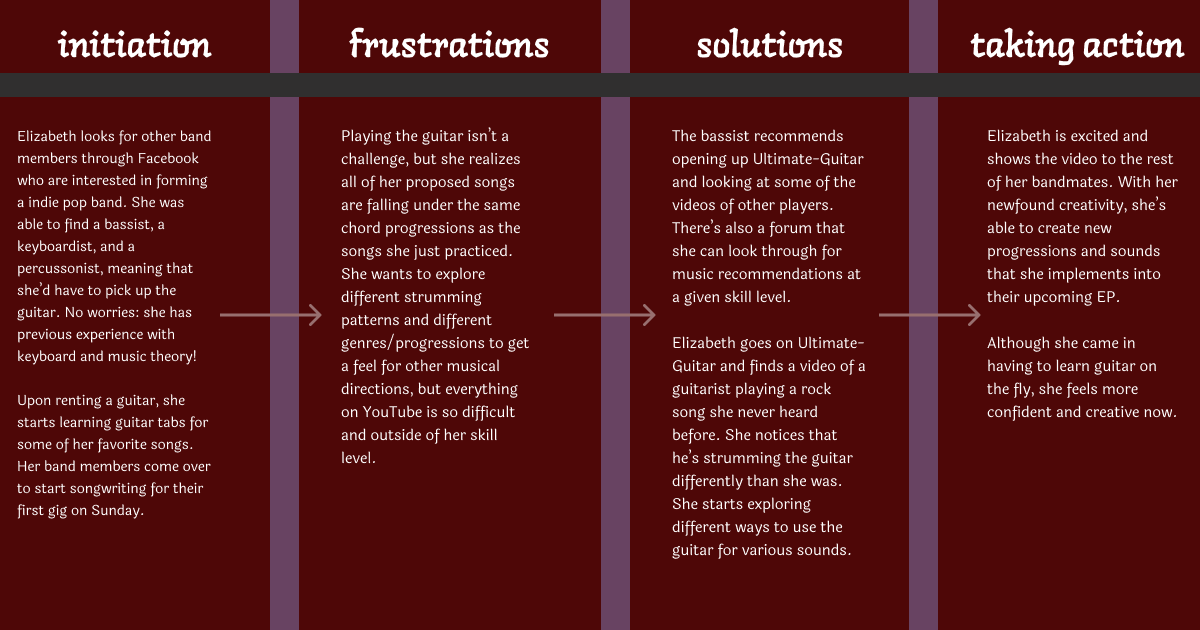 initiation
Elizabeth looks for other band
members through Facebook
who are interested in forming
a indie pop band. She was
able to find a bassist, a
keyboardist, and a
percussonist, meaning that
she'd have to pick up the
guitar. No worries: she has
previous experience with
keyboard and music theory!
Upon renting a guitar, she
starts learning guitar tabs for
some of her favorite songs.
Her band members come over
to start songwriting for their
first gig on Sunday.
frustrations
Playing the guitar isn't a
challenge, but she realizes
all of her proposed songs
are falling under the same
chord progressions as the
songs she just practiced.
She wants to explore
different strumming
patterns and different
genres/progressions to get
a feel for other musical
directions, but everything
on YouTube is so difficult
and outside of her skill
level.
solutions
The bassist recommends
opening up Ultimate-Guitar
and looking at some of the
videos of other players.
There's also a forum that
she can look through for
music recommendations at
a given skill level.
Elizabeth goes on Ultimate-
Guitar and finds a video of a
guitarist playing a rock
song she never heard
before. She notices that
he's strumming the guitar
differently than she was.
She starts exploring
different ways to use the
guitar for various sounds.
taking action
Elizabeth is excited and
shows the video to the rest
of her bandmates. With her
newfound creativity, she's
able to create new
progressions and sounds
that she implements into
their upcoming EP.
Although she came in
having to learn guitar on
the fly, she feels more
confident and creative now.